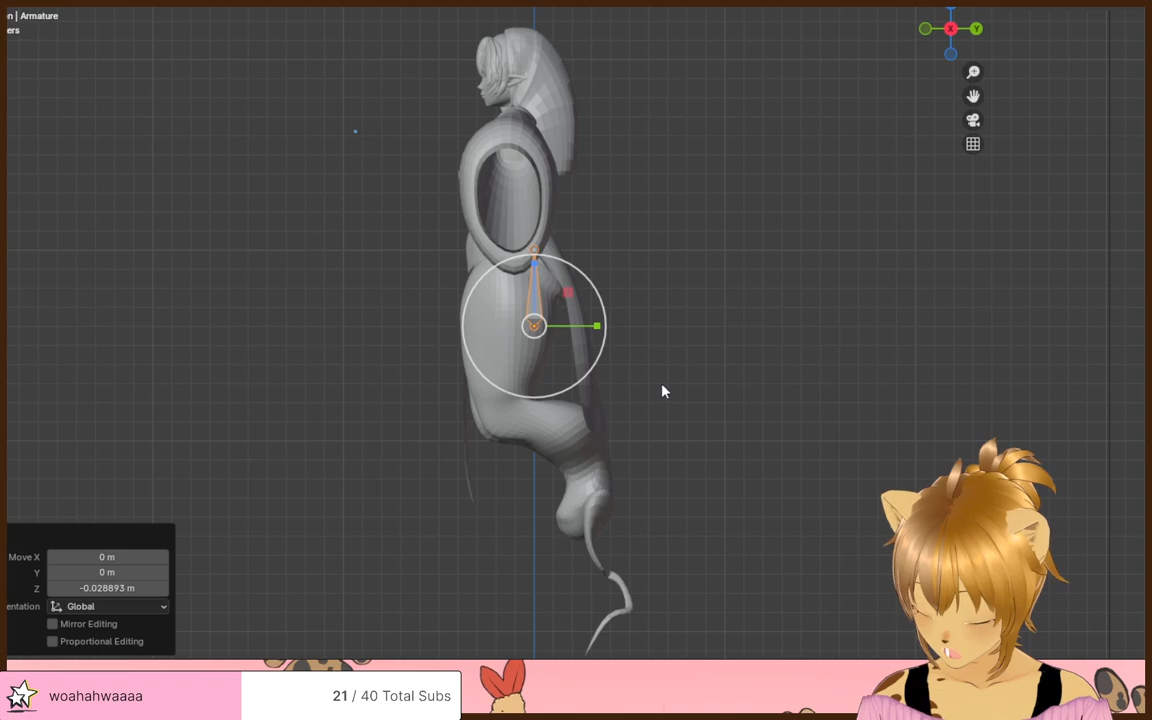 n | Armature
ers
X
Y
Move X 0 m
Y 0 m
Z -0.028893 m
entation Global
Mirror Editing
Proportional Editing
woahahwaaaa 21 / 40 Total Subs